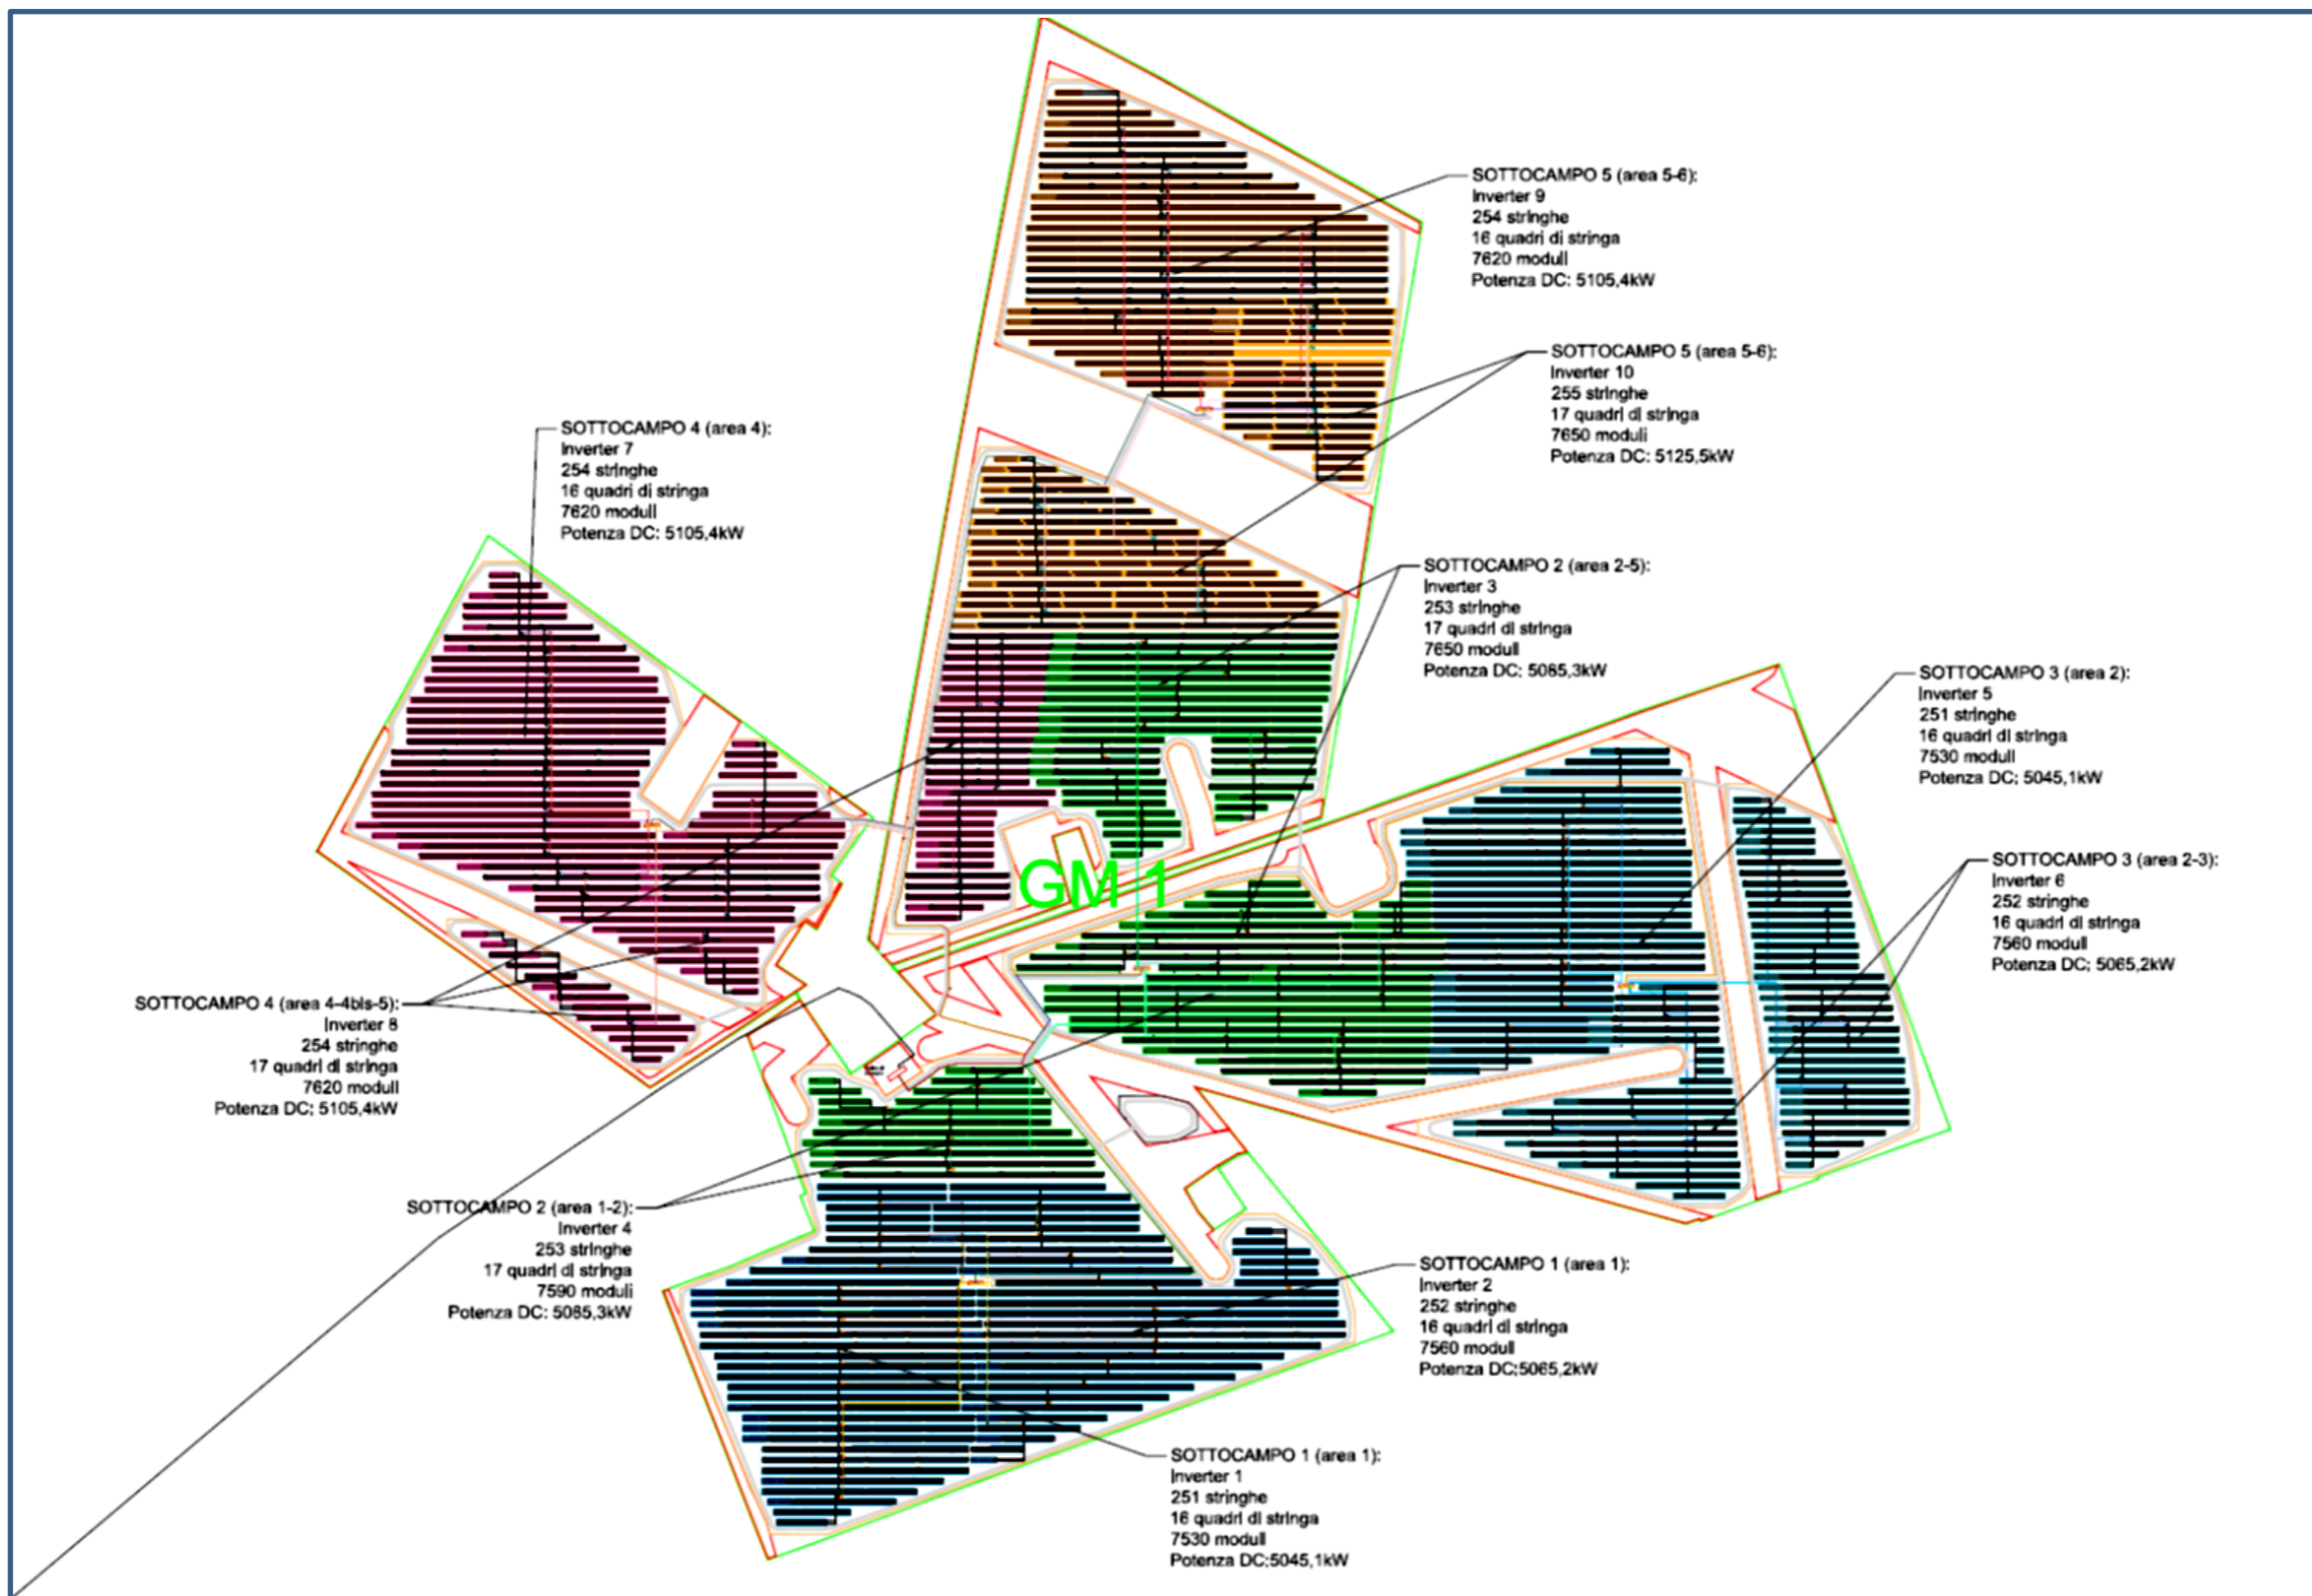 SOTTOCAMPO 5 (area 5-6):
Inverter 9
254 stringhe
16 quadri di stringa
7620 moduli
Potenza DC: 5105,4kW
SOTTOCAMPO 5 (area 5-6):
Inverter 10
255 stringhe
17 quadri di stringa
7650 moduli
Potenza DC: 5125,5kW
SOTTOCAMPO 4 (area 4):
Inverter 7
254 stringhe
16 quadri di stringa
7620 moduli
Potenza DC: 5105,4kW
SOTTOCAMPO 2 (area 2-5):
Inverter 3
253 stringhe
17 quadri di stringa
7650 moduli
Potenza DC: 5085,3kW
SOTTOCAMPO 3 (area 2):
Inverter 5
251 stringhe
16 quadri di stringa
7530 moduli
Potenza DC: 5045,1kW
SOTTOCAMPO 3 (area 2-3):
Inverter 6
252 stringhe
16 quadri di stringa
7560 moduli
Potenza DC: 5065,2kW
GM 1
SOTTOCAMPO 4 (area 4-4bis-5):
Inverter 8
254 stringhe
17 quadri di stringa
7620 moduli
Potenza DC: 5105,4kW
SOTTOCAMPO 2 (area 1-2):
Inverter 4
253 stringhe
17 quadri di stringa
7590 moduli
Potenza DC: 5085,3kW
SOTTOCAMPO 1 (area 1):
Inverter 2
252 stringhe
16 quadri di stringa
7560 moduli
Potenza DC:5065,2kW
SOTTOCAMPO 1 (area 1):
Inverter 1
251 stringhe
16 quadri di stringa
7530 moduli
Potenza DC:5045,1kW